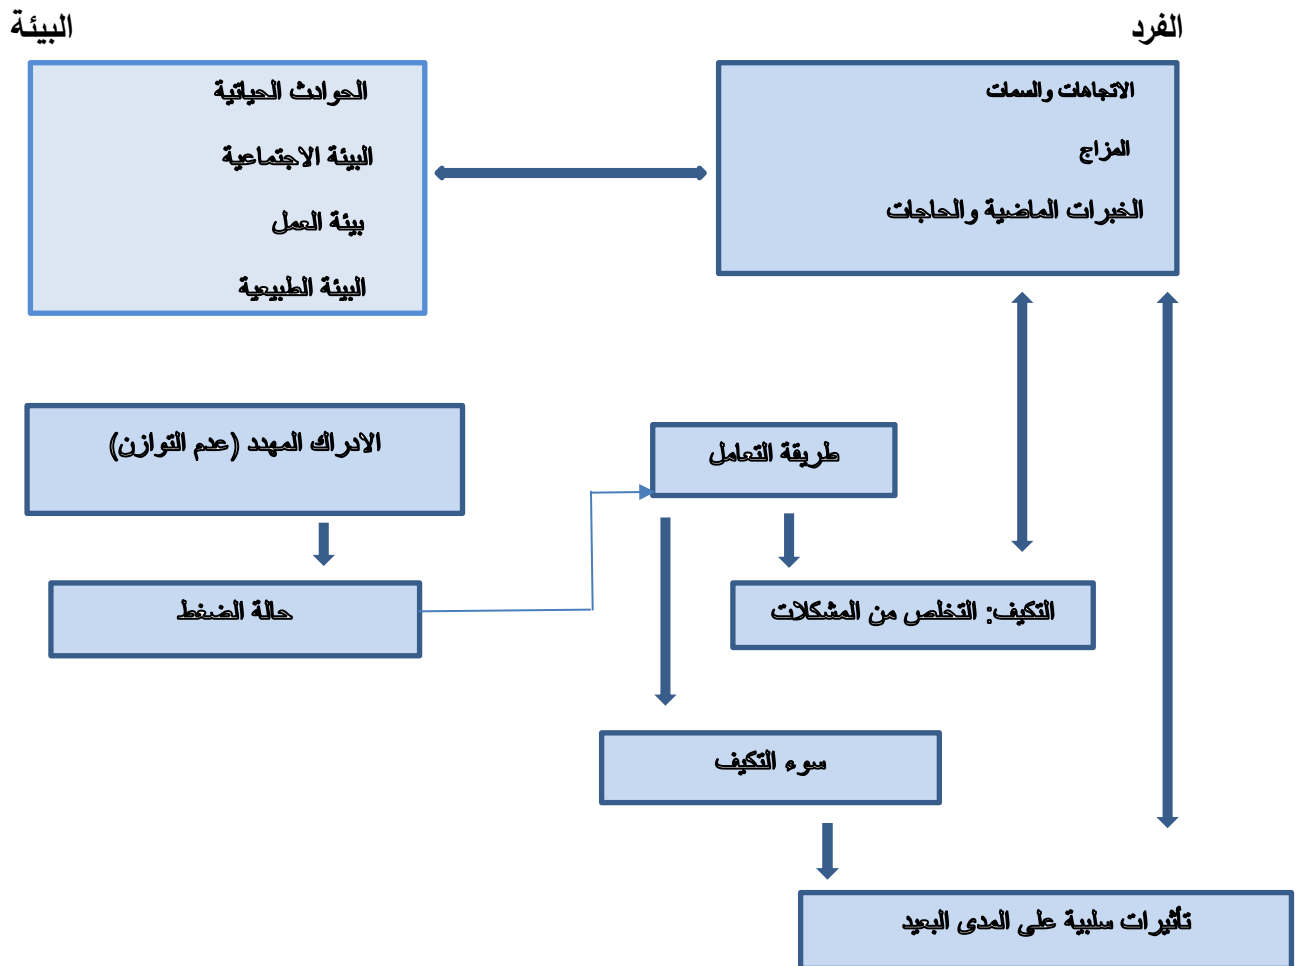 الفرد
البيئة
الاتجاهات والسمات
المزاج
الخبرات الماضية والحاجات
الحوادث الحياتية
البيئة الاجتماعية
بيئة العمل
البيئة الطبيعية
الادراك المهدد (عدم التوازن)
طريقة التعامل
حالة الضغط
التكيف: التخلص من المشكلات
سوء التكيف
تأثيرات سلبية على المدى البعيد